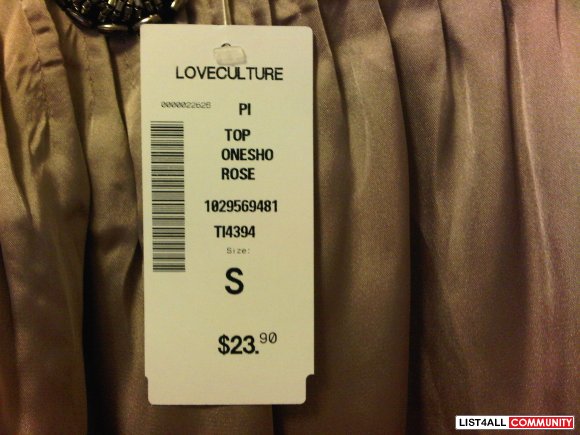 LOVECULTURE
0000022626
PI
TOP
ONESHO
ROSE
1029569481
TI4394
Size:
S
$23.90
LIST4ALL COMMUNITY